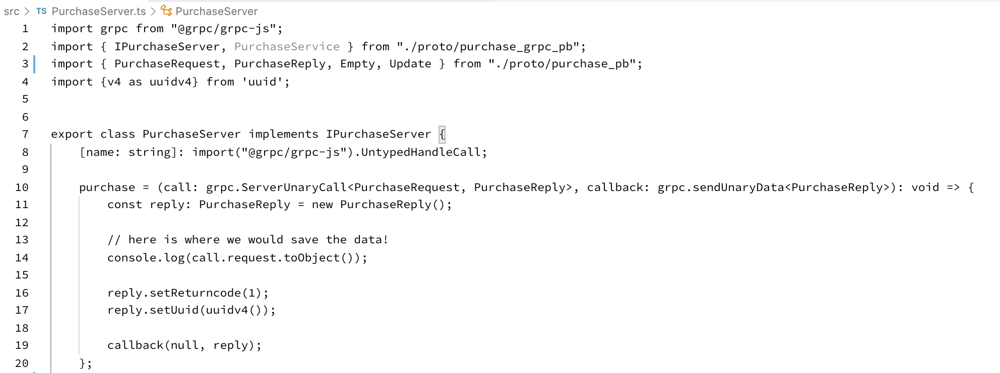 src > TS PurchaseServer.ts > PurchaseServer
1 import grpc from "@grpc/grpc-js";
2 import { IPurchaseServer, PurchaseService } from "./proto/purchase_grpc_pb";
3 import { PurchaseRequest, PurchaseReply, Empty, Update } from "./proto/purchase_pb";
4 import {v4 as uuidv4} from 'uuid';
5
6
7 export class PurchaseServer implements IPurchaseServer {
8     [name: string]: import("@grpc/grpc-js").UntypedHandleCall;
9
10     purchase = (call: grpc.ServerUnaryCall<PurchaseRequest, PurchaseReply>, callback: grpc.sendUnaryData<PurchaseReply>): void => {
11         const reply: PurchaseReply = new PurchaseReply();
12
13         // here is where we would save the data!
14         console.log(call.request.toObject());
15
16         reply.setReturncode(1);
17         reply.setUuid(uuidv4());
18
19         callback(null, reply);
20     };